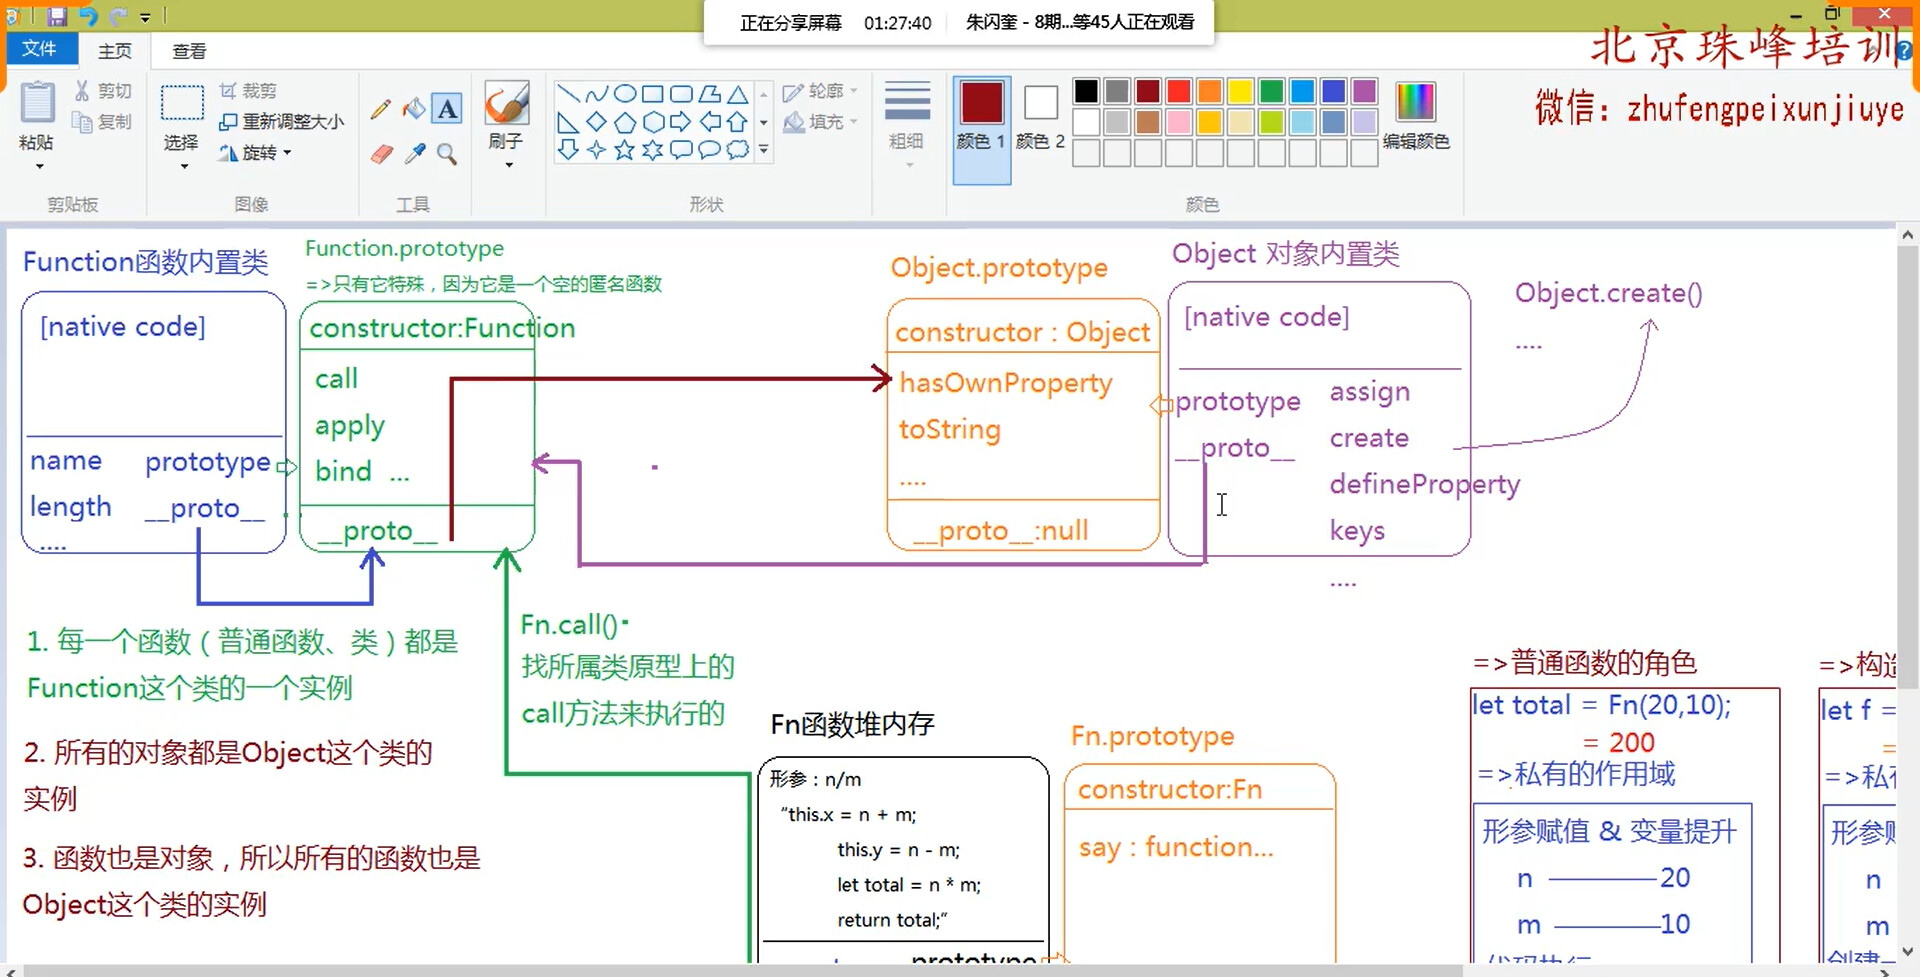 正在分享屏幕 01:27:40 朱闪奎 - 8期...等45人正在观看
北京珠峰培训
微信：zhufengpeixunjiuye
文件 主页 查看
粘贴
剪切
复制
剪贴板
选择
裁剪
重新调整大小
旋转
图像
A
工具
刷子
轮廓
填充
形状
粗细
颜色 1
颜色 2
编辑颜色
颜色
Function函数内置类
[native code]
name prototype
length __proto__
....
Function.prototype
=>只有它特殊，因为它是一个空的匿名函数
constructor:Function
call
apply
bind ...
__proto__
Object.prototype
constructor : Object
hasOwnProperty
toString
....
__proto__:null
Object 对象内置类
[native code]
prototype
__proto__
assign
create
defineProperty
keys
....
Object.create()
....
1. 每一个函数（普通函数、类）都是
Function这个类的一个实例
2. 所有的对象都是Object这个类的
实例
3. 函数也是对象，所以所有的函数也是
Object这个类的实例
Fn.call()
找所属类原型上的
call方法来执行的
Fn函数堆内存
形参：n/m
“this.x = n + m;
this.y = n - m;
let total = n * m;
return total;“
prototype
Fn.prototype
constructor:Fn
say : function...
=>普通函数的角色
let total = Fn(20,10);
= 200
=>私有的作用域
形参赋值 & 变量提升
n 20
m 10
代码执行
=>构造
let f =
=
=>私有
形参赋
n
m
创建一